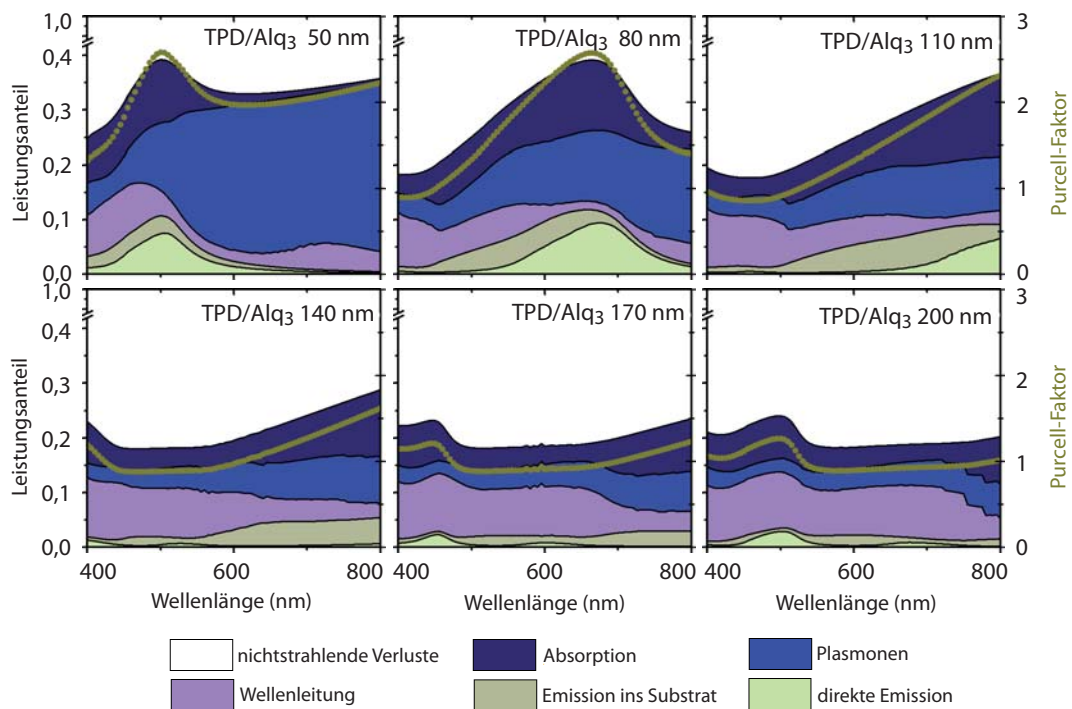 1,0
TPD/Alq3 50 nm
TPD/Alq3 80 nm
TPD/Alq3 110 nm
3
0,4
0,3
0,2
0,1
0,0
Leistungsanteil
2
1
0
Purcell-Faktor
1,0
TPD/Alq3 140 nm
TPD/Alq3 170 nm
TPD/Alq3 200 nm
3
0,4
0,3
0,2
0,1
0,0
Leistungsanteil
2
1
0
Purcell-Faktor
400 600 800
400 600 800
400 600 800
Wellenlänge (nm)
Wellenlänge (nm)
Wellenlänge (nm)
nichtstrahlende Verluste
Absorption
Plasmonen
Wellenleitung
Emission ins Substrat
direkte Emission